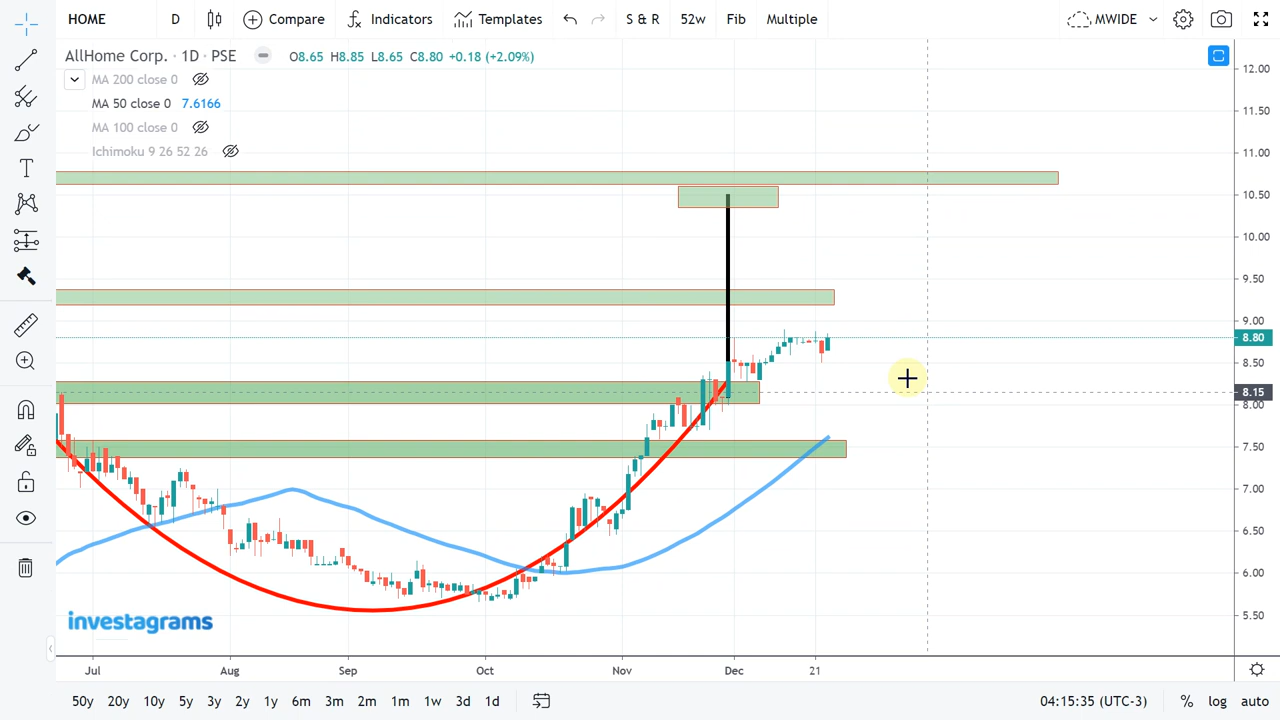 HOME D Compare Indicators Templates S & R 52w Fib Multiple MWIDE
AllHome Corp. · 1D · PSE O8.65 H8.85 L8.65 C8.80 +0.18 (+2.09%)
MA 200 close 0
MA 50 close 0 7.6166
MA 100 close 0
Ichimoku 9 26 52 26
12.00
11.50
11.00
10.50
10.00
9.50
9.00
8.80
8.50
8.15
8.00
7.50
7.00
6.50
6.00
5.50
investagrams
Jul Aug Sep Oct Nov Dec 21
50y 20y 10y 5y 3y 2y 1y 6m 3m 2m 1m 1w 3d 1d 04:15:35 (UTC-3) % log auto